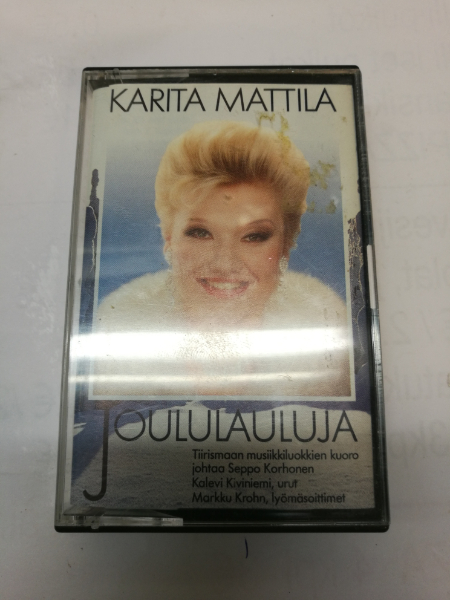 KARITA MATTILA
JOULULAULUJA
Tiirismaan musiikkiluokkien kuoro
johtaa Seppo Korhonen
Kalevi Kiviniemi, urut
Markku Krohn, lyömäsoittimet